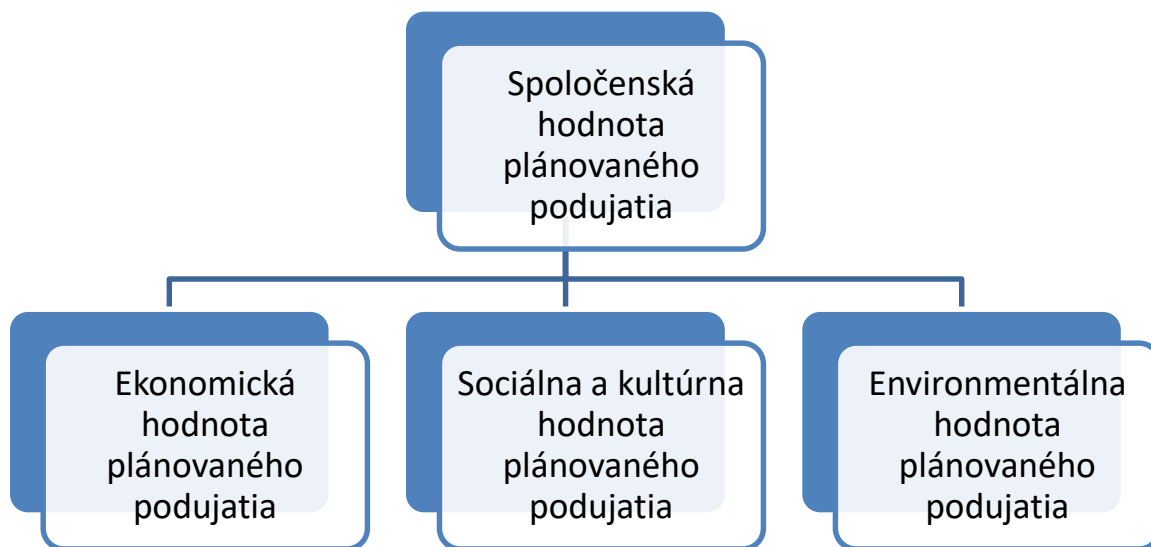 Spoločenská
hodnota
plánovaného
podujatia
Ekonomická
hodnota
plánovaného
podujatia
Sociálna a kultúrna
hodnota
plánovaného
podujatia
Environmentálna
hodnota
plánovaného
podujatia